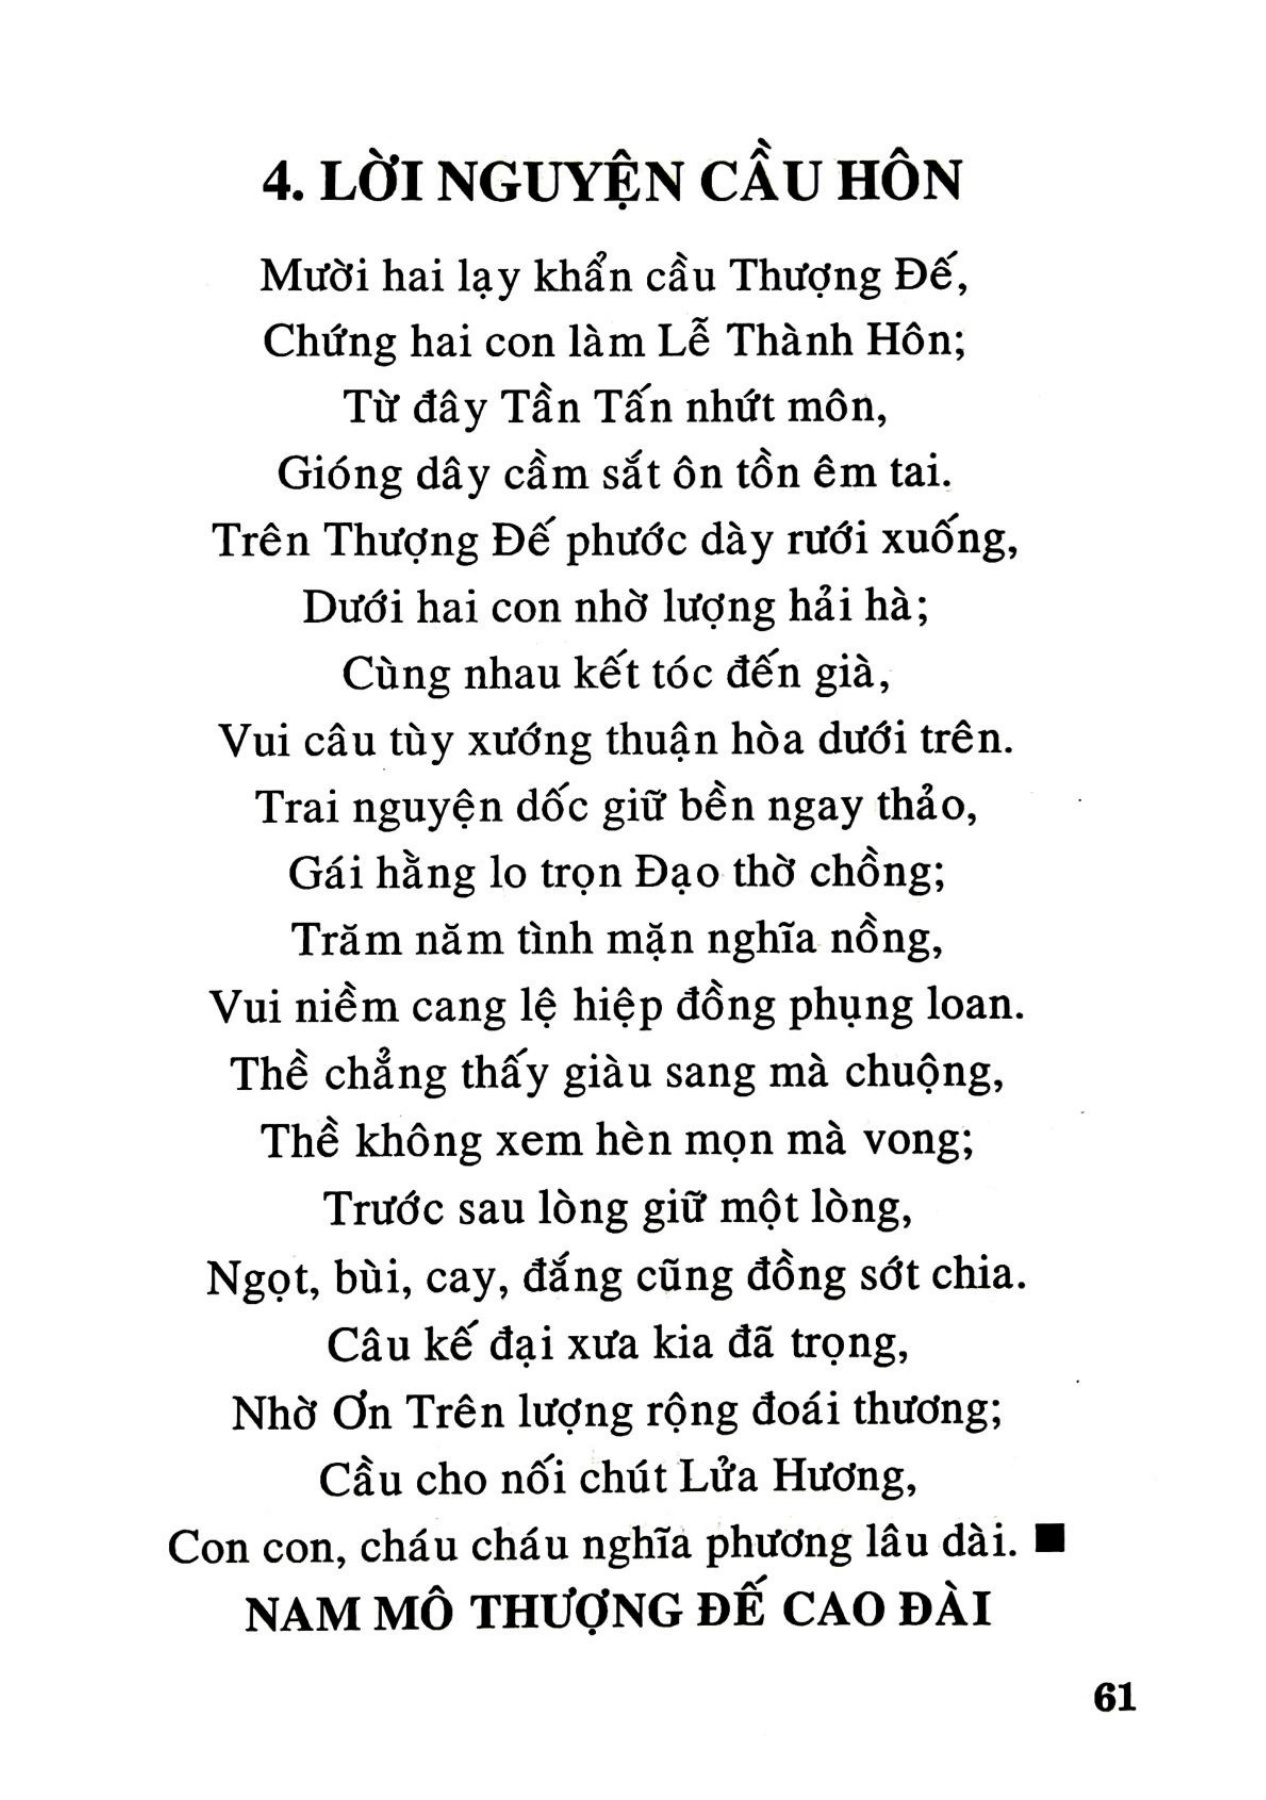 4. LỜI NGUYỆN CẦU HÔN
Mười hai lạy khẩn cầu Thượng Đế,
Chứng hai con làm Lễ Thành Hôn;
Từ đây Tần Tấn nhứt môn,
Gióng dây cầm sắt ôn tồn êm tai.
Trên Thượng Đế phước dày rưới xuống,
Dưới hai con nhờ lượng hải hà;
Cùng nhau kết tóc đến già,
Vui câu tùy xướng thuận hòa dưới trên.
Trai nguyện dốc giữ bền ngay thảo,
Gái hằng lo trọn Đạo thờ chồng;
Trăm năm tình mặn nghĩa nồng,
Vui niềm cang lệ hiệp đồng phụng loan.
Thề chẳng thấy giàu sang mà chuộng,
Thề không xem hèn mọn mà vong;
Trước sau lòng giữ một lòng,
Ngọt, bùi, cay, đắng cũng đồng sớt chia.
Câu kế đại xưa kia đã trọng,
Nhờ Ơn Trên lượng rộng đoái thương;
Cầu cho nối chút Lửa Hương,
Con con, cháu cháu nghĩa phương lâu dài. ■
NAM MÔ THƯỢNG ĐẾ CAO ĐÀI
61